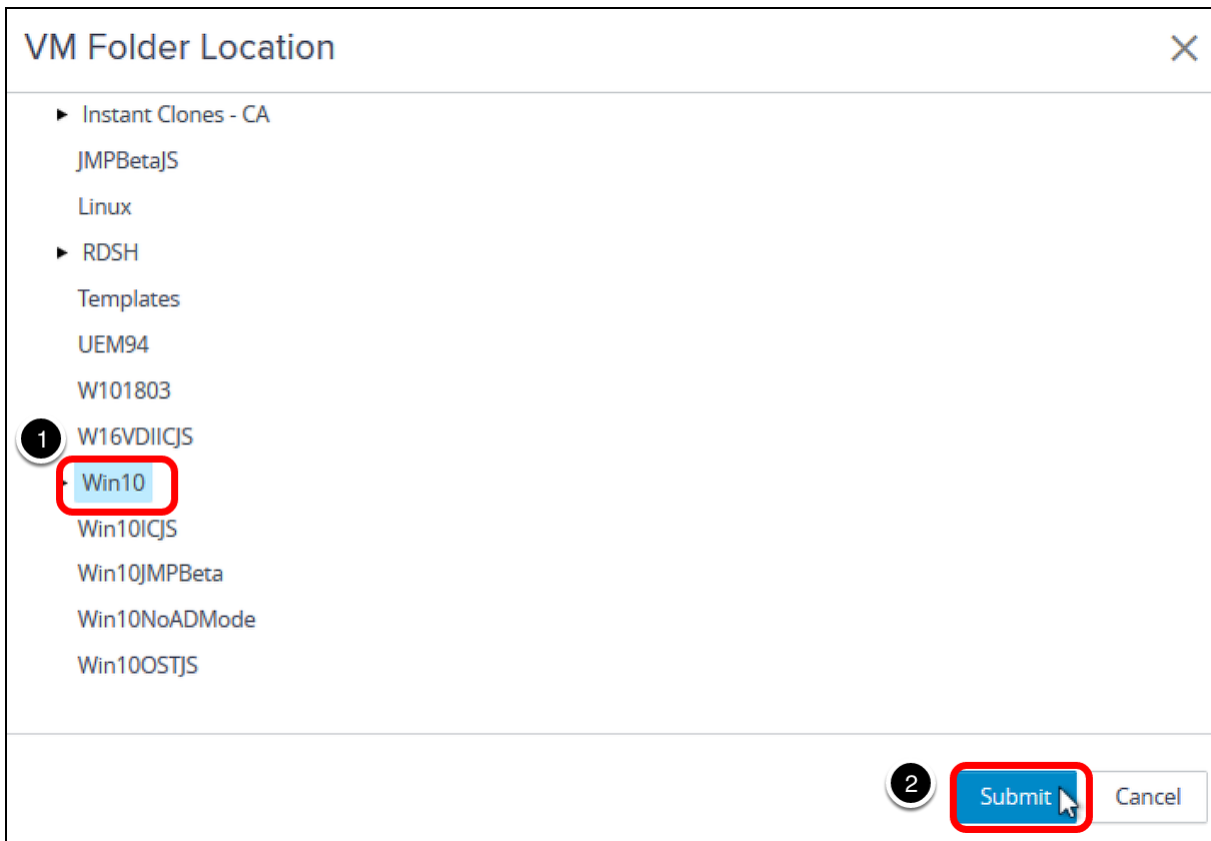 VM Folder Location
Instant Clones - CA
JMPBetaJS
Linux
RDSH
Templates
UEM94
W101803
1
W16VDIICJS
Win10
Win10ICJS
Win10JMPBeta
Win10NoADMode
Win10OSTJS
2
Submit
Cancel